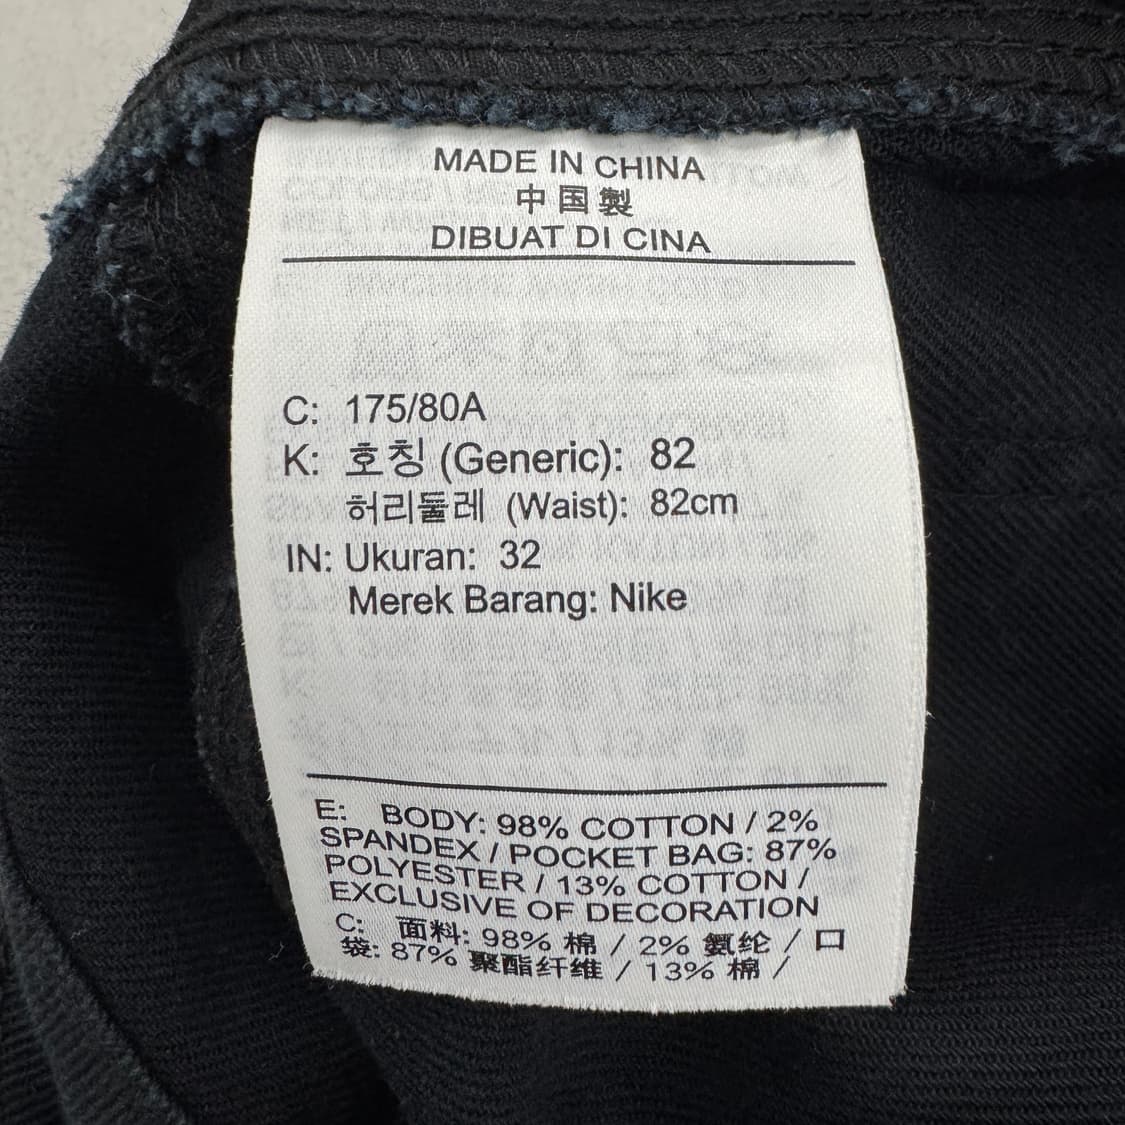 MADE IN CHINA
中国製
DIBUAT DI CINA
C: 175/80A
K: 호칭 (Generic): 82
허리둘레 (Waist): 82cm
IN: Ukuran: 32
Merek Barang: Nike
E: BODY: 98% COTTON / 2%
SPANDEX / POCKET BAG: 87%
POLYESTER / 13% COTTON /
EXCLUSIVE OF DECORATION
C: 面料: 98% 棉 / 2% 氨纶 / 口
袋: 87% 聚酯纤维 / 13% 棉 /